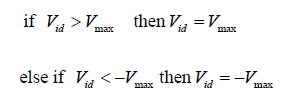 if V_id > V_max then V_id = V_max
else if V_id < -V_max then V_id = -V_max